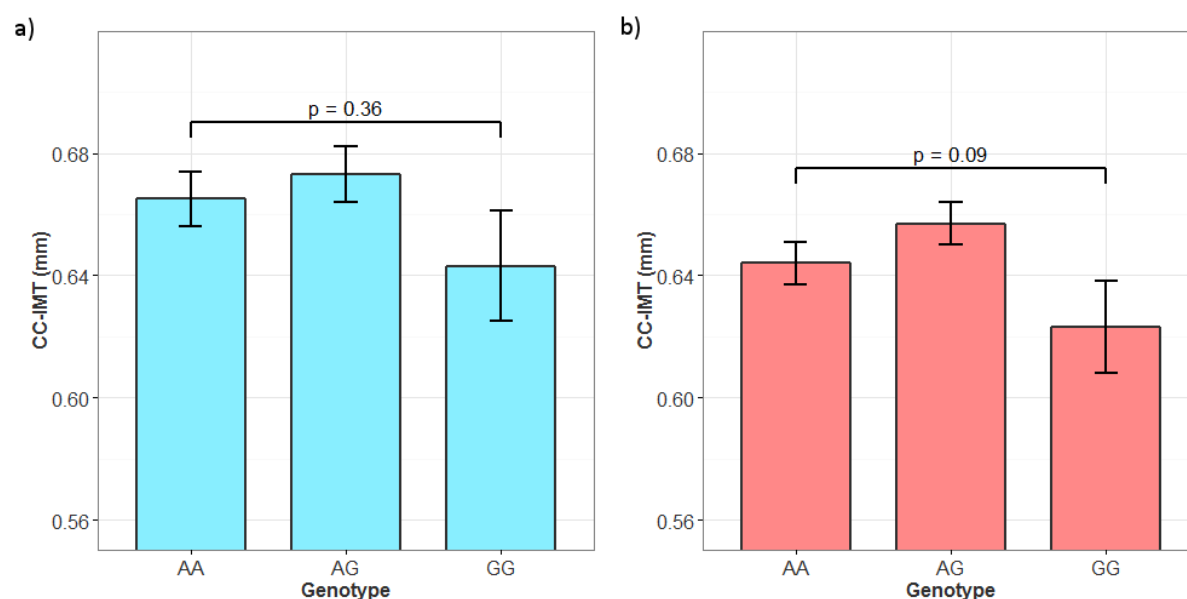 a)
p = 0.36
0.68
0.64
0.60
0.56
CC-IMT (mm)
AA AG GG
Genotype
b)
p = 0.09
0.68
0.64
0.60
0.56
CC-IMT (mm)
AA AG GG
Genotype